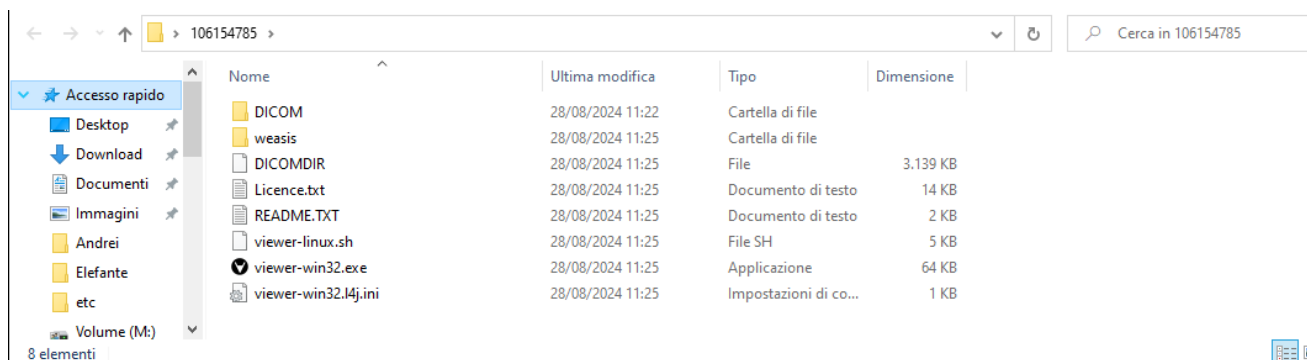 106154785
Cerca in 106154785
Nome Ultima modifica Tipo Dimensione
Accesso rapido
Desktop
Download
Documenti
Immagini
Andrei
Elefante
etc
Volume (M:)
DICOM 28/08/2024 11:22 Cartella di file
weasis 28/08/2024 11:25 Cartella di file
DICOMDIR 28/08/2024 11:25 File 3.139 KB
Licence.txt 28/08/2024 11:25 Documento di testo 14 KB
README.TXT 28/08/2024 11:25 Documento di testo 2 KB
viewer-linux.sh 28/08/2024 11:25 File SH 5 KB
viewer-win32.exe 28/08/2024 11:25 Applicazione 64 KB
viewer-win32.l4j.ini 28/08/2024 11:25 Impostazioni di co... 1 KB
8 elementi